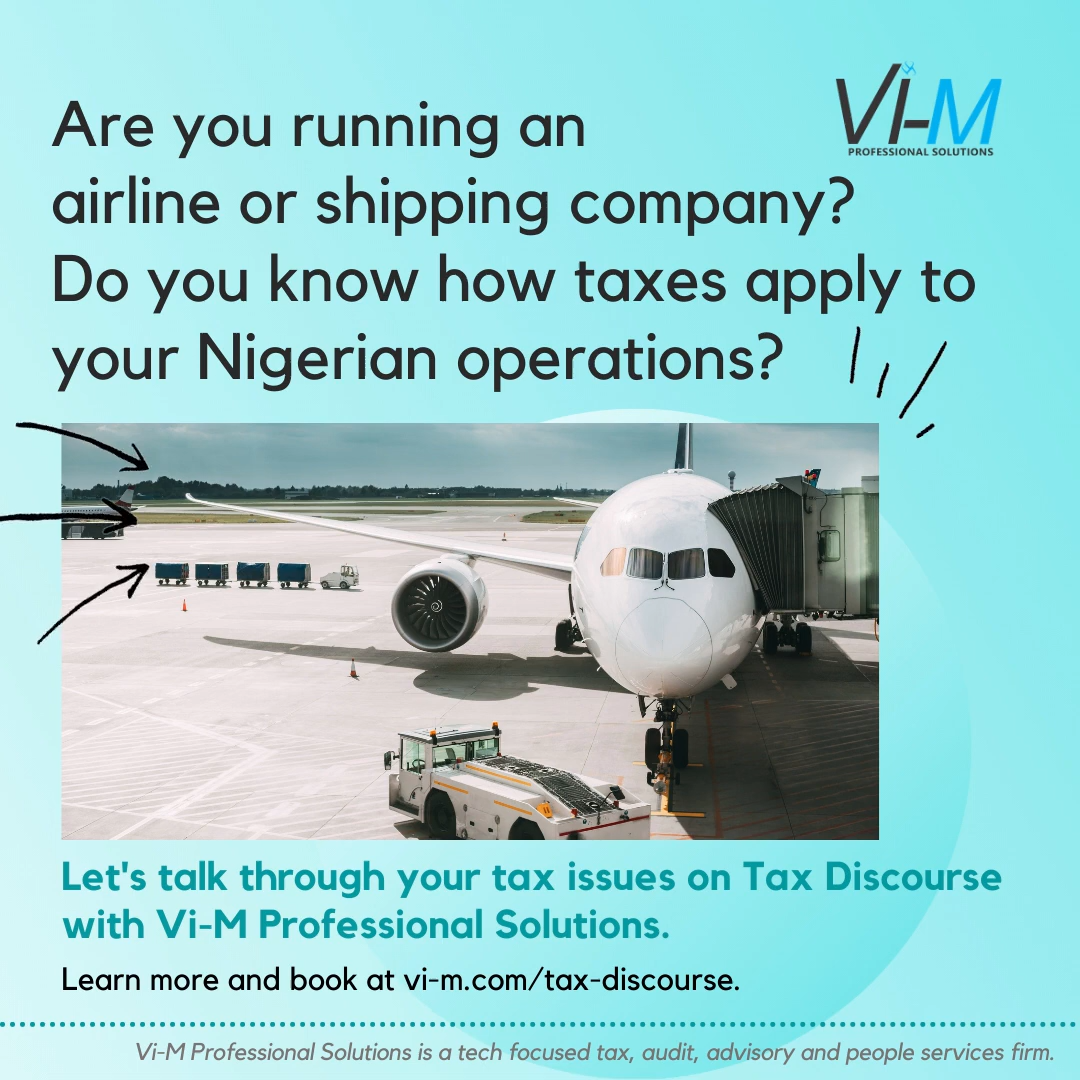 Are you running an
airline or shipping company?
Do you know how taxes apply to
your Nigerian operations?
Vi-M
PROFESSIONAL SOLUTIONS
Let's talk through your tax issues on Tax Discourse
with Vi-M Professional Solutions.
Learn more and book at vi-m.com/tax-discourse.
Vi-M Professional Solutions is a tech focused tax, audit, advisory and people services firm.